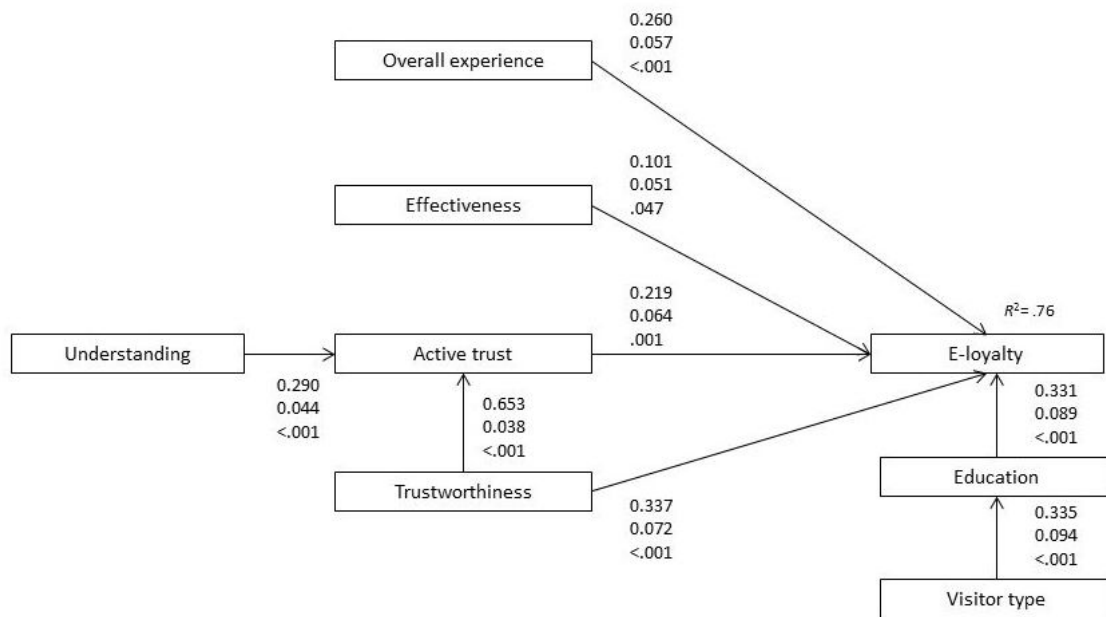 0.260
0.057
<.001
Overall experience
0.101
0.051
.047
Effectiveness
0.219
0.064
.001
R²= .76
Understanding
Active trust
E-loyalty
0.290
0.044
<.001
0.653
0.038
<.001
0.331
0.089
<.001
Trustworthiness
Education
0.337
0.072
<.001
0.335
0.094
<.001
Visitor type